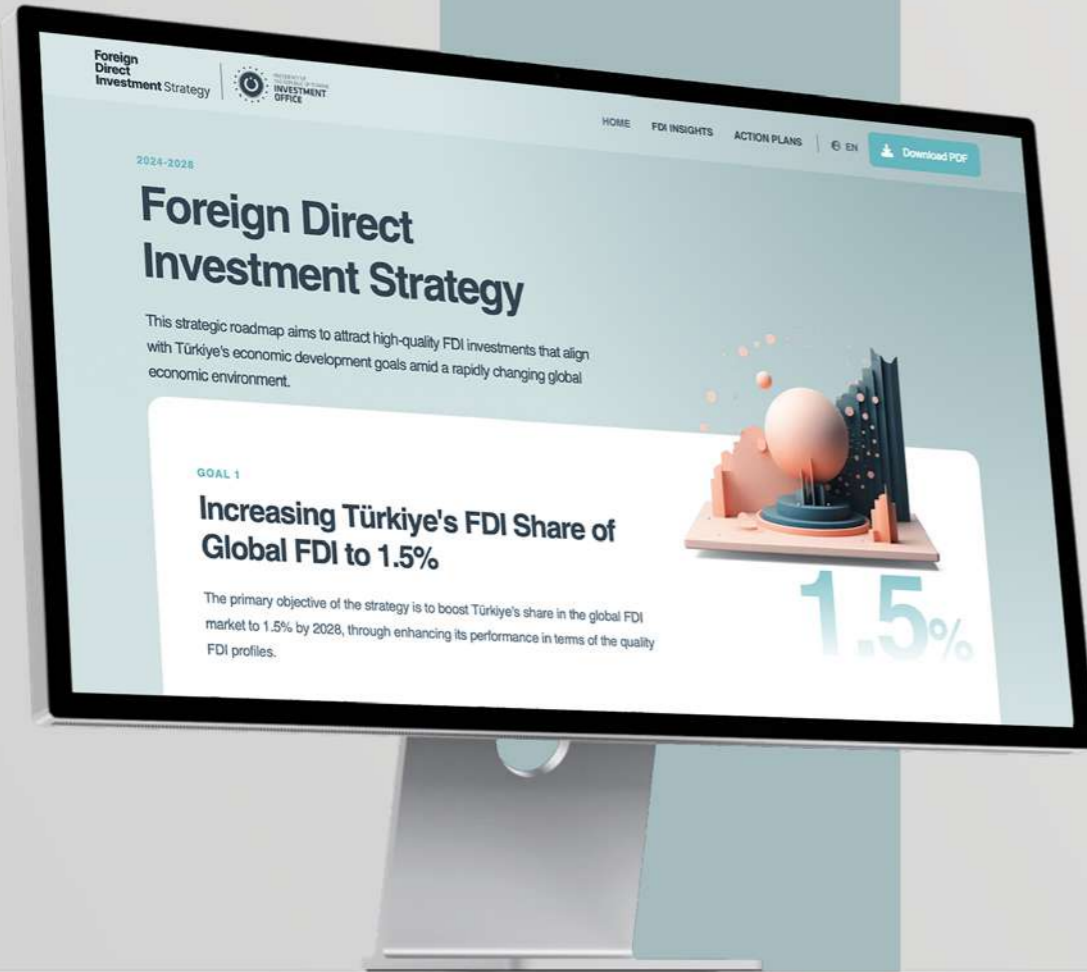 Foreign
Direct
Investment Strategy
INVESTMENT
OFFICE
HOME
FDI INSIGHTS
ACTION PLANS
EN
Download PDF
2024-2028
Foreign Direct
Investment Strategy
This strategic roadmap aims to attract high-quality FDI investments that align
with Türkiye's economic development goals amid a rapidly changing global
economic environment.
GOAL 1
Increasing Türkiye's FDI Share of
Global FDI to 1.5%
The primary objective of the strategy is to boost Türkiye's share in the global FDI
market to 1.5% by 2028, through enhancing its performance in terms of the quality
FDI profiles.
1.5%